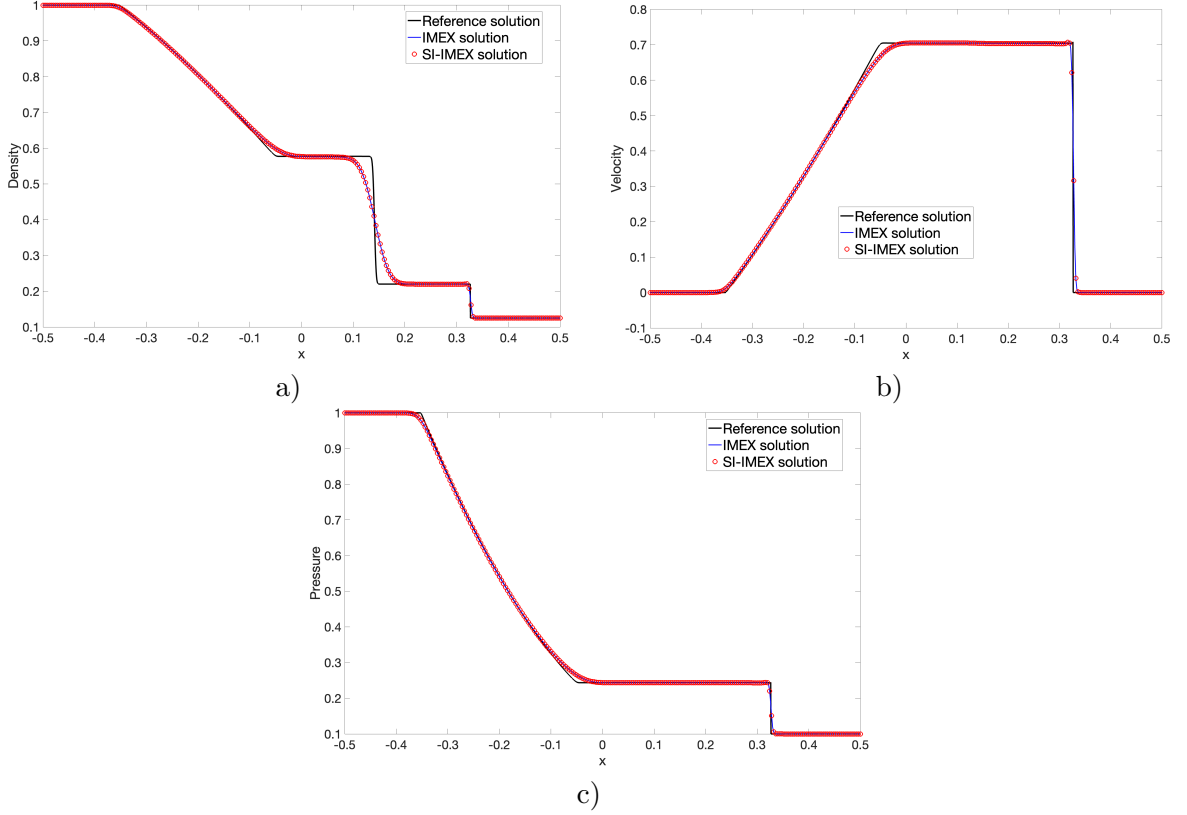 Reference solution
IMEX solution
SI-IMEX solution
Density
1
0.9
0.8
0.7
0.6
0.5
0.4
0.3
0.2
0.1
-0.5 -0.4 -0.3 -0.2 -0.1 0 0.1 0.2 0.3 0.4 0.5
x
a)
Velocity
0.8
0.7
0.6
0.5
0.4
0.3
0.2
0.1
0
-0.1
Reference solution
IMEX solution
SI-IMEX solution
-0.5 -0.4 -0.3 -0.2 -0.1 0 0.1 0.2 0.3 0.4 0.5
x
b)
Reference solution
IMEX solution
SI-IMEX solution
Pressure
1
0.9
0.8
0.7
0.6
0.5
0.4
0.3
0.2
0.1
-0.5 -0.4 -0.3 -0.2 -0.1 0 0.1 0.2 0.3 0.4 0.5
x
c)